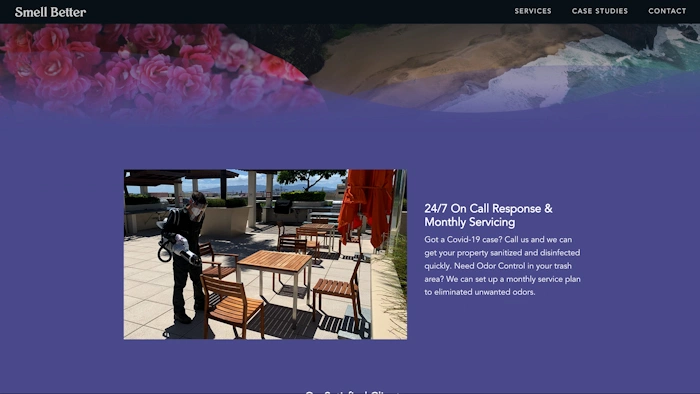 Smell Better
SERVICES
CASE STUDIES
CONTACT
24/7 On Call Response &
Monthly Servicing
Got a Covid-19 case? Call us and we can
get your property sanitized and disinfected
quickly. Need Odor Control in your trash
area? We can set up a monthly service plan
to eliminated unwanted odors.